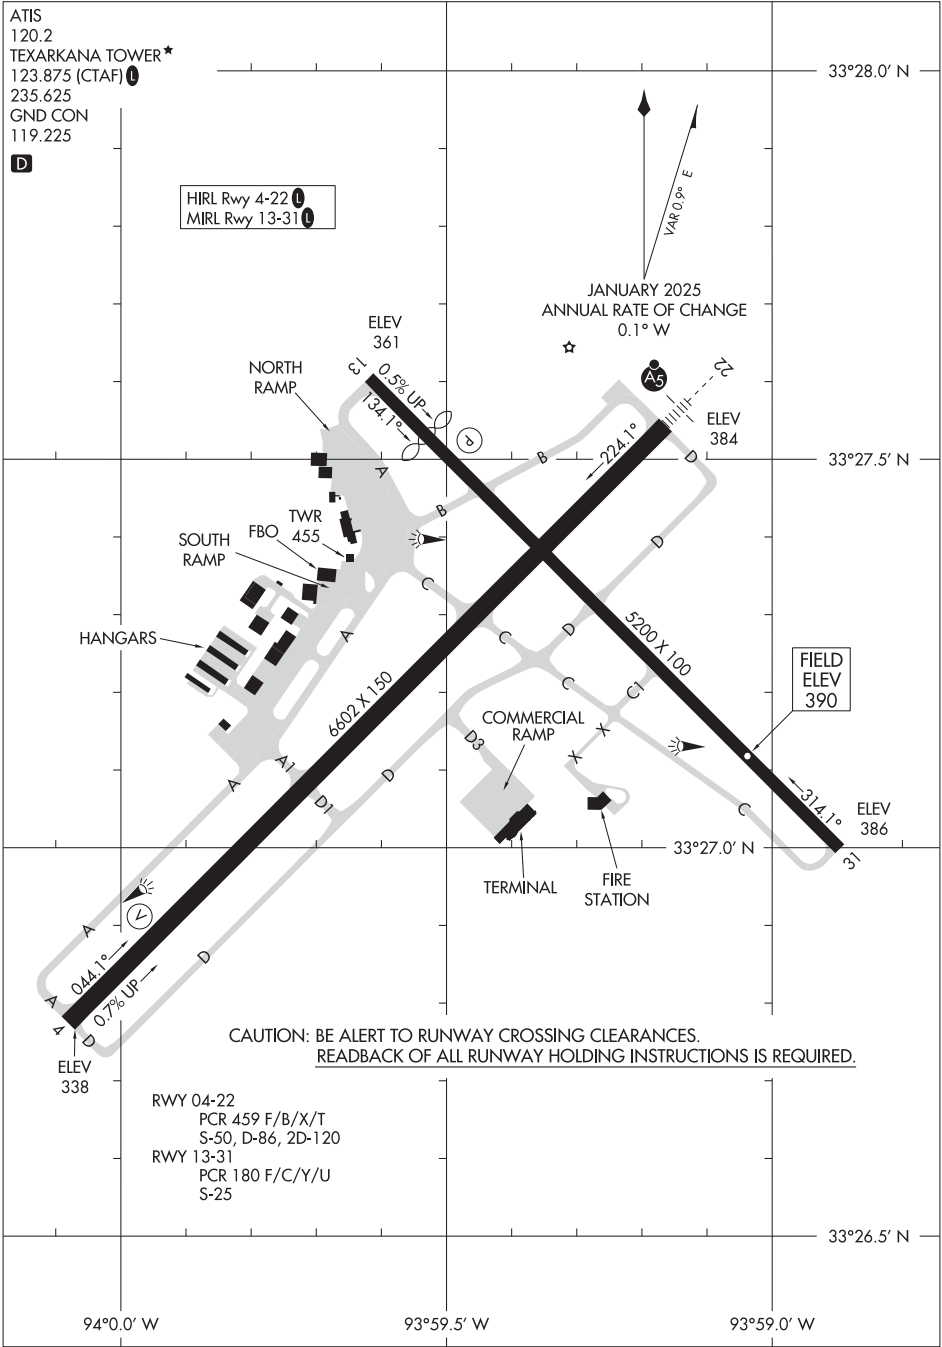 ATIS
120.2
TEXARKANA TOWER★
123.875 (CTAF) L
235.625
GND CON
119.225
D
HIRL Rwy 4-22 L
MIRL Rwy 13-31 L
33°28.0' N
VAR 0.9° E
JANUARY 2025
ANNUAL RATE OF CHANGE
0.1° W
ELEV
361
13
0.5% UP
134.1°
P
A5
22
ELEV
384
224.1°
D
33°27.5' N
NORTH
RAMP
A
B
B
TWR
455
FBO
SOUTH
RAMP
HANGARS
A
C
C
D
D
5200 X 100
C
C1
X
X
FIELD
ELEV
390
6602 X 150
COMMERCIAL
RAMP
D3
D
A1
D1
A
C
314.1°
ELEV
386
31
33°27.0' N
TERMINAL
FIRE
STATION
V
A
D
044.1°
0.7% UP
A
4
D
ELEV
338
CAUTION: BE ALERT TO RUNWAY CROSSING CLEARANCES.
READBACK OF ALL RUNWAY HOLDING INSTRUCTIONS IS REQUIRED.
RWY 04-22
PCR 459 F/B/X/T
S-50, D-86, 2D-120
RWY 13-31
PCR 180 F/C/Y/U
S-25
33°26.5' N
94°0.0' W
93°59.5' W
93°59.0' W